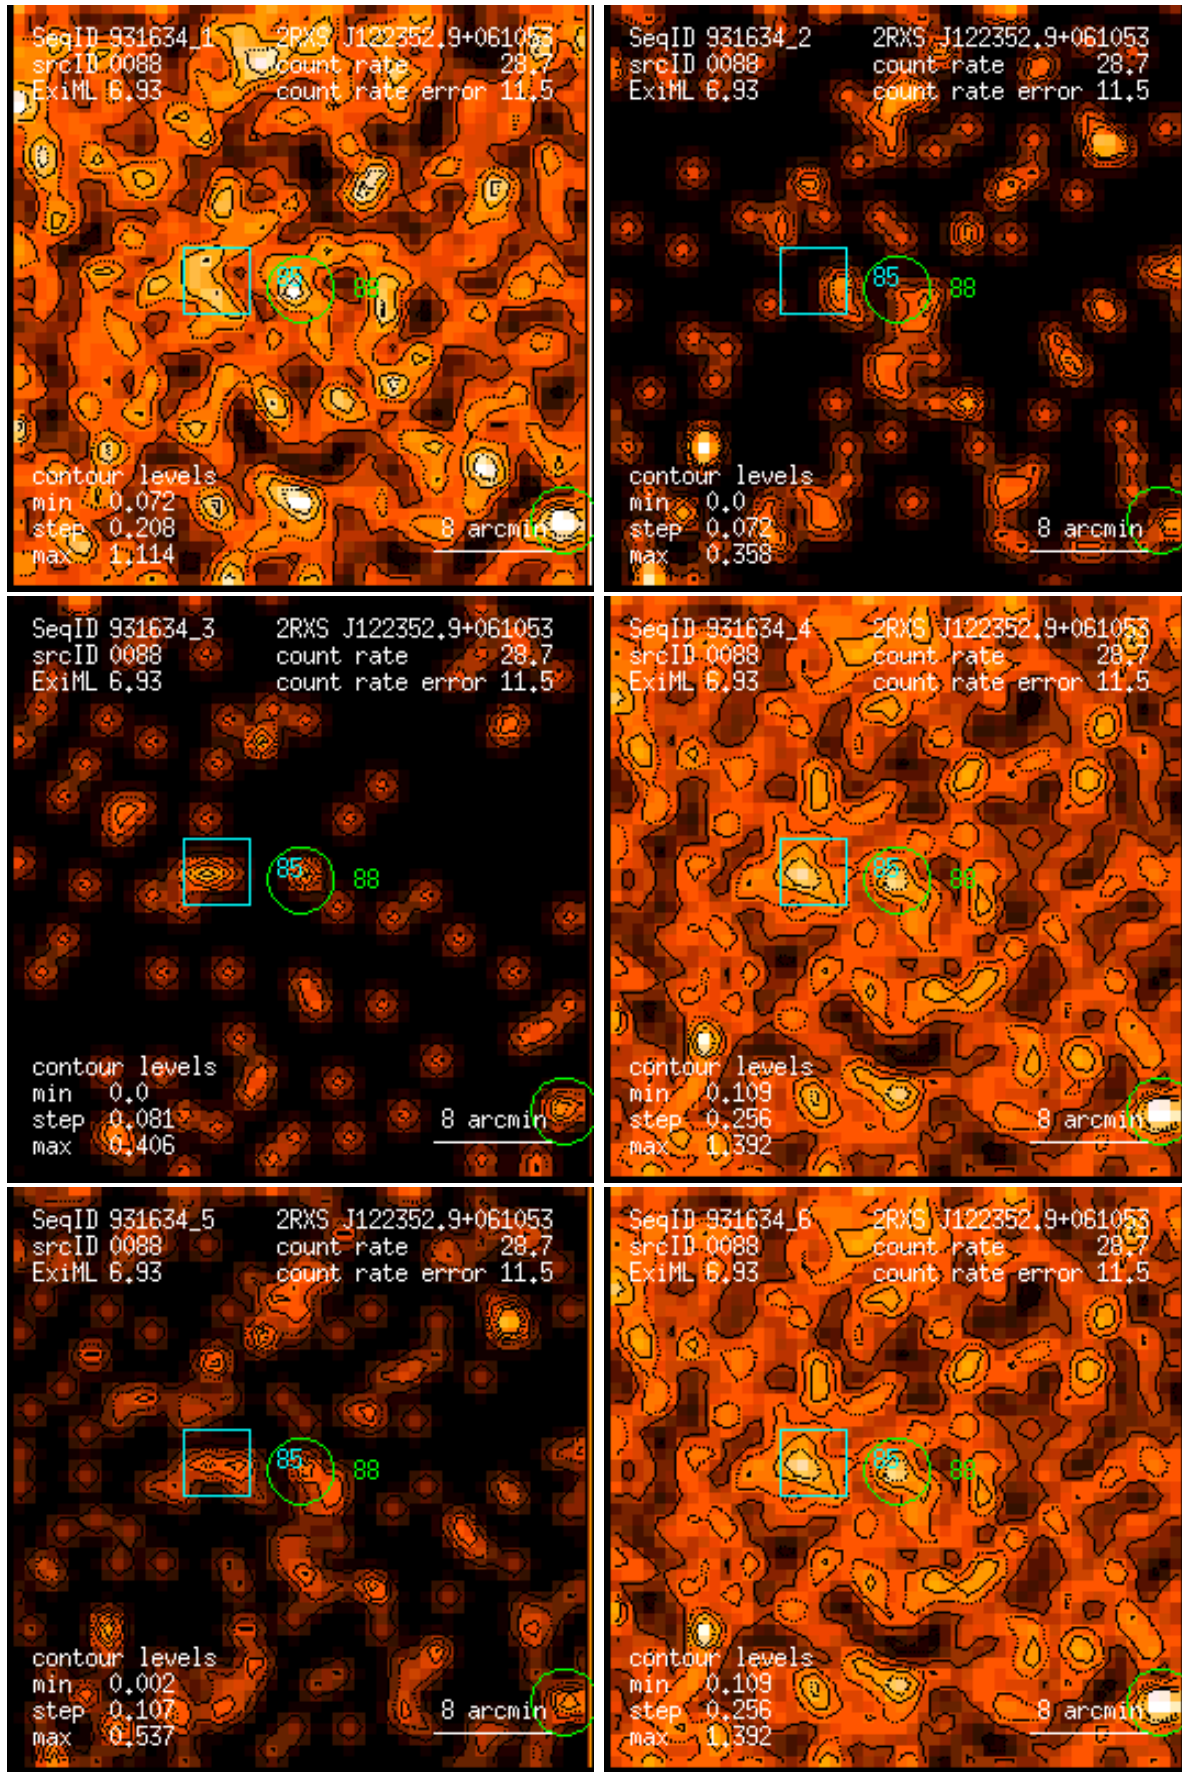 SeqID 931634_1 2RXS J122352.9+061053
srcID 0088 count rate 28.7
ExiML 6.93 count rate error 11.5
85 88
contour levels
min 0.072
step 0.208 8 arcmin
max 1.114
SeqID 931634_2 2RXS J122352.9+061053
srcID 0088 count rate 28.7
ExiML 6.93 count rate error 11.5
85 88
contour levels
min 0.0
step 0.072 8 arcmin
max 0.358
SeqID 931634_3 2RXS J122352.9+061053
srcID 0088 count rate 28.7
ExiML 6.93 count rate error 11.5
85 88
contour levels
min 0.0
step 0.081 8 arcmin
max 0.406
SeqID 931634_4 2RXS J122352.9+061053
srcID 0088 count rate 28.7
ExiML 6.93 count rate error 11.5
85 88
contour levels
min 0.109
step 0.256 8 arcmin
max 1.392
SeqID 931634_5 2RXS J122352.9+061053
srcID 0088 count rate 28.7
ExiML 6.93 count rate error 11.5
85 88
contour levels
min 0.002
step 0.107 8 arcmin
max 0.537
SeqID 931634_6 2RXS J122352.9+061053
srcID 0088 count rate 28.7
ExiML 6.93 count rate error 11.5
85 88
contour levels
min 0.109
step 0.256 8 arcmin
max 1.392